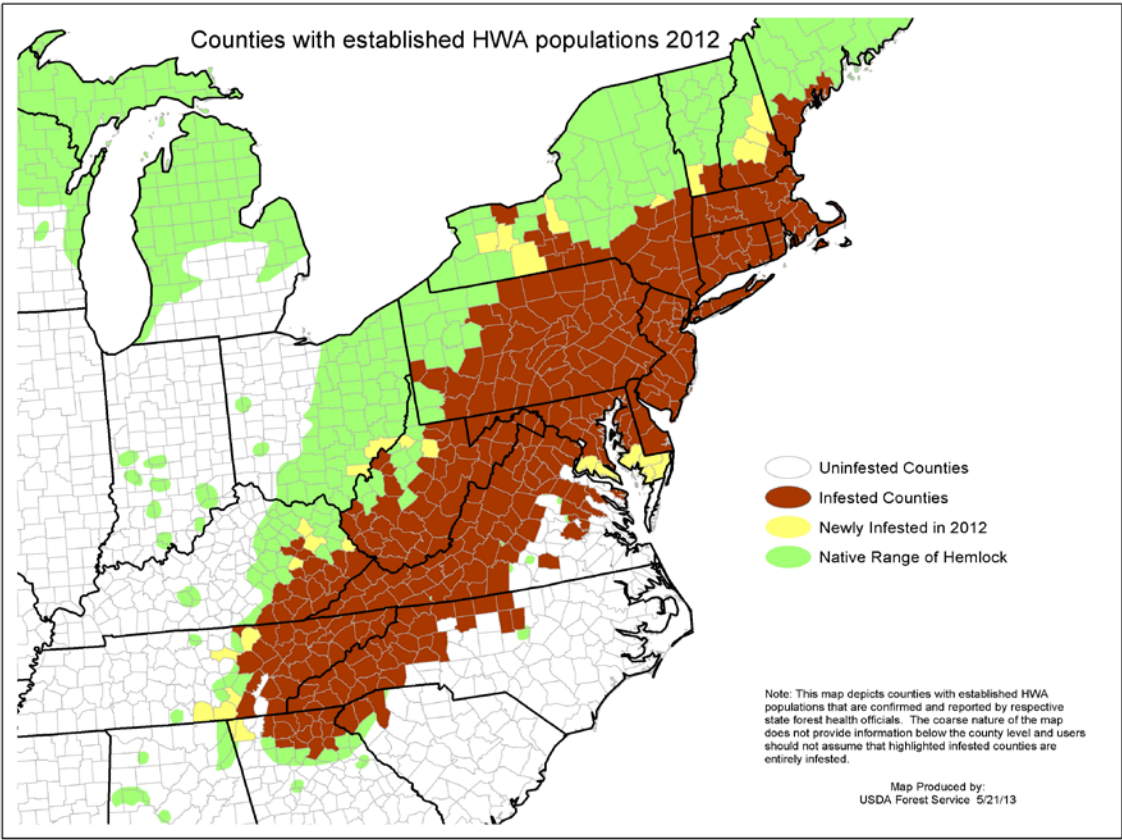 Counties with established HWA populations 2012
Uninfested Counties
Infested Counties
Newly Infested in 2012
Native Range of Hemlock
Note: This map depicts counties with established HWA
populations that are confirmed and reported by respective
state forest health officials. The coarse nature of the map
does not provide information below the county level and users
should not assume that highlighted infested counties are
entirely infested.
Map Produced by:
USDA Forest Service 5/21/13